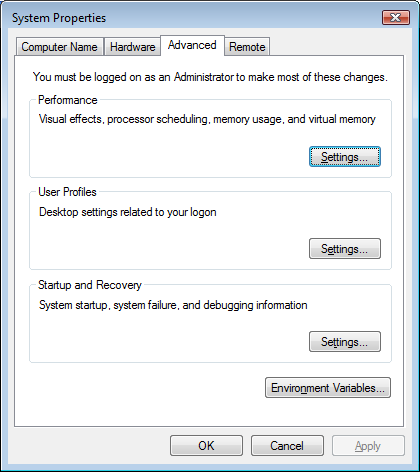 System Properties
Computer Name Hardware Advanced Remote
You must be logged on as an Administrator to make most of these changes.
Performance
Visual effects, processor scheduling, memory usage, and virtual memory
Settings...
User Profiles
Desktop settings related to your logon
Settings...
Startup and Recovery
System startup, system failure, and debugging information
Settings...
Environment Variables...
OK Cancel Apply